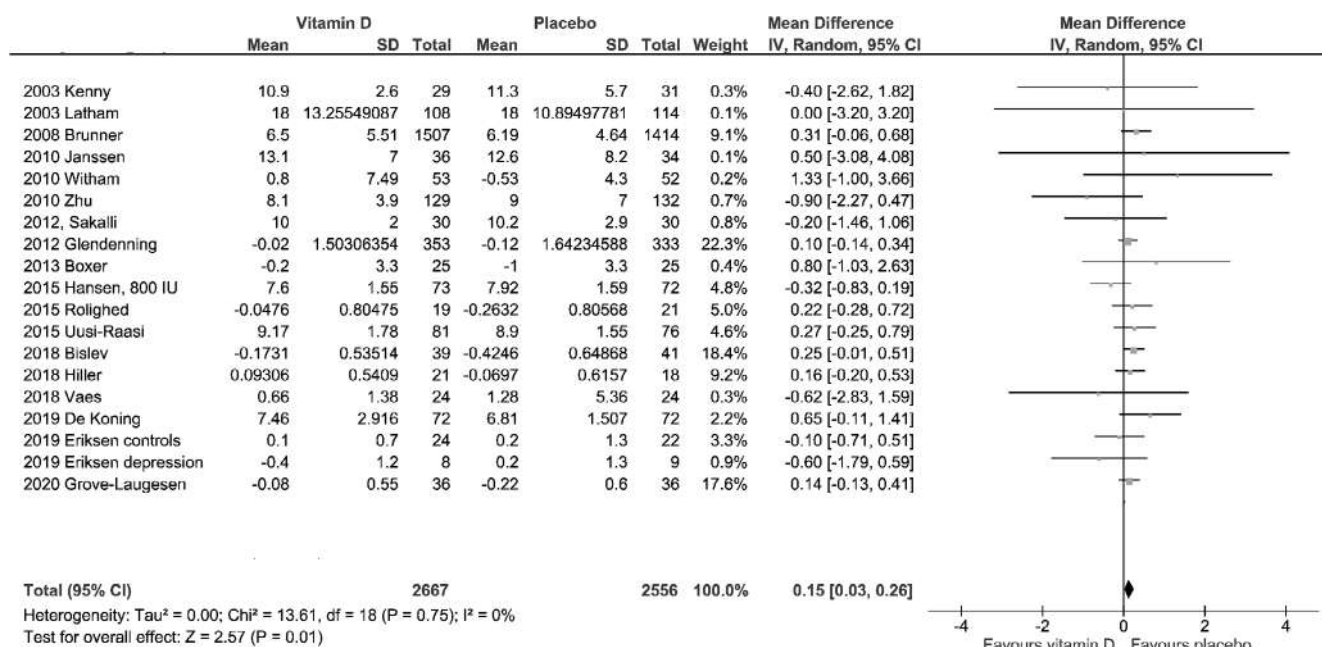 Vitamin D Placebo Mean Difference Mean Difference
Mean SD Total Mean SD Total Weight IV, Random, 95% CI IV, Random, 95% CI
2003 Kenny 10.9 2.6 29 11.3 5.7 31 0.3% -0.40 [-2.62, 1.82]
2003 Latham 18 13.25549087 108 18 10.89497781 114 0.1% 0.00 [-3.20, 3.20]
2008 Brunner 6.5 5.51 1507 6.19 4.64 1414 9.1% 0.31 [-0.06, 0.68]
2010 Janssen 13.1 7 36 12.6 8.2 34 0.1% 0.50 [-3.08, 4.08]
2010 Witham 0.8 7.49 53 -0.53 4.3 52 0.2% 1.33 [-1.00, 3.66]
2010 Zhu 8.1 3.9 129 9 7 132 0.7% -0.90 [-2.27, 0.47]
2012, Sakalli 10 2 30 10.2 2.9 30 0.8% -0.20 [-1.46, 1.06]
2012 Glendenning -0.02 1.50306354 353 -0.12 1.64234588 333 22.3% 0.10 [-0.14, 0.34]
2013 Boxer -0.2 3.3 25 -1 3.3 25 0.4% 0.80 [-1.03, 2.63]
2015 Hansen, 800 IU 7.6 1.55 73 7.92 1.59 72 4.8% -0.32 [-0.83, 0.19]
2015 Rolighed -0.0476 0.80475 19 -0.2632 0.80568 21 5.0% 0.22 [-0.28, 0.72]
2015 Uusi-Raasi 9.17 1.78 81 8.9 1.55 76 4.6% 0.27 [-0.25, 0.79]
2018 Bislev -0.1731 0.53514 39 -0.4246 0.64868 41 18.4% 0.25 [-0.01, 0.51]
2018 Hiller 0.09306 0.5409 21 -0.0697 0.6157 18 9.2% 0.16 [-0.20, 0.53]
2018 Vaes 0.66 1.38 24 1.28 5.36 24 0.3% -0.62 [-2.83, 1.59]
2019 De Koning 7.46 2.916 72 6.81 1.507 72 2.2% 0.65 [-0.11, 1.41]
2019 Eriksen controls 0.1 0.7 24 0.2 1.3 22 3.3% -0.10 [-0.71, 0.51]
2019 Eriksen depression -0.4 1.2 8 0.2 1.3 9 0.9% -0.60 [-1.79, 0.59]
2020 Grove-Laugesen -0.08 0.55 36 -0.22 0.6 36 17.6% 0.14 [-0.13, 0.41]
Total (95% CI) 2667 2556 100.0% 0.15 [0.03, 0.26]
Heterogeneity: Tau² = 0.00; Chi² = 13.61, df = 18 (P = 0.75); I² = 0%
Test for overall effect: Z = 2.57 (P = 0.01)
-4 -2 0 2 4
Favours vitamin D Favours placebo